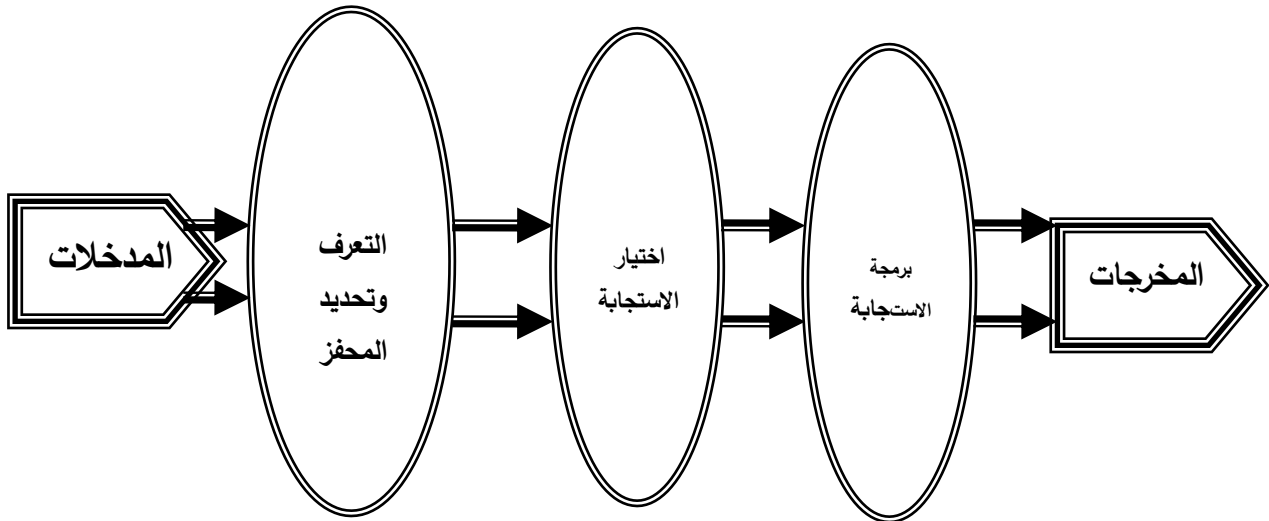 المدخلات
التعرف
وتحديد
المحفز
اختيار
الاستجابة
برمجة
الاستجابة
المخرجات